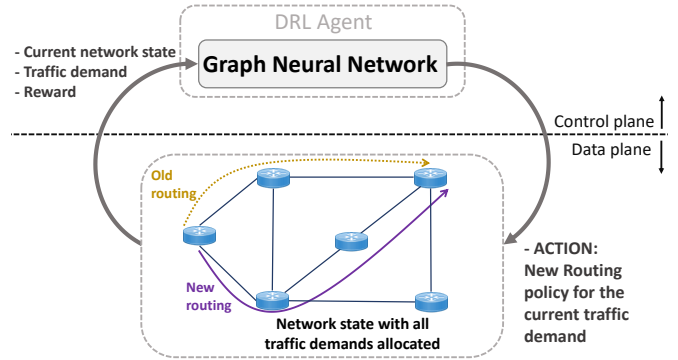 DRL Agent
Graph Neural Network
- Current network state
- Traffic demand
- Reward
Control plane
Data plane
Old
routing
New
routing
Network state with all
traffic demands allocated
- ACTION:
New Routing
policy for the
current traffic
demand